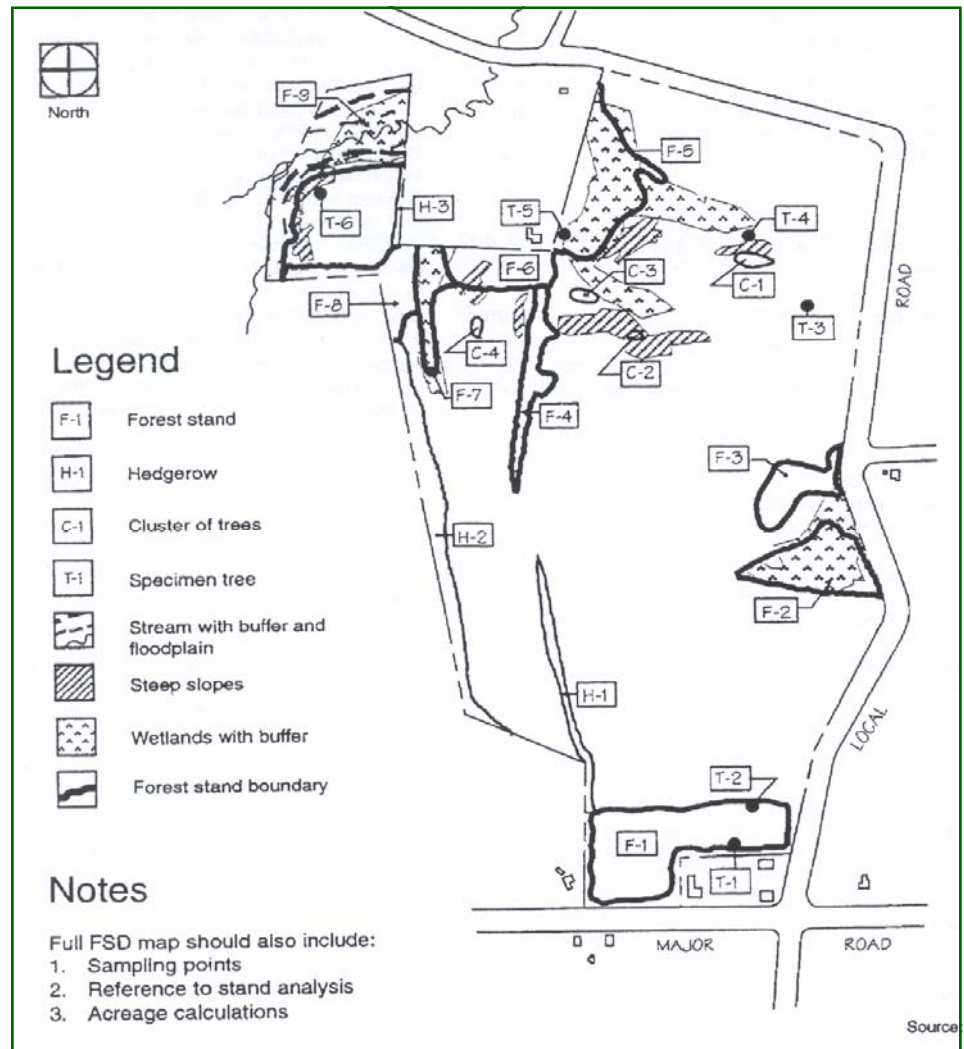 North
F-9
F-5
T-6
H-3
T-5
T-4
F-6
C-3
C-1
F-8
T-3
ROAD
C-4
C-2
F-7
F-4
F-3
H-2
F-2
H-1
LOCAL
T-2
F-1
T-1
MAJOR ROAD
Legend
F-1 Forest stand
H-1 Hedgerow
C-1 Cluster of trees
T-1 Specimen tree
Stream with buffer and
floodplain
Steep slopes
Wetlands with buffer
Forest stand boundary
Notes
Full FSD map should also include:
1. Sampling points
2. Reference to stand analysis
3. Acreage calculations
Source: